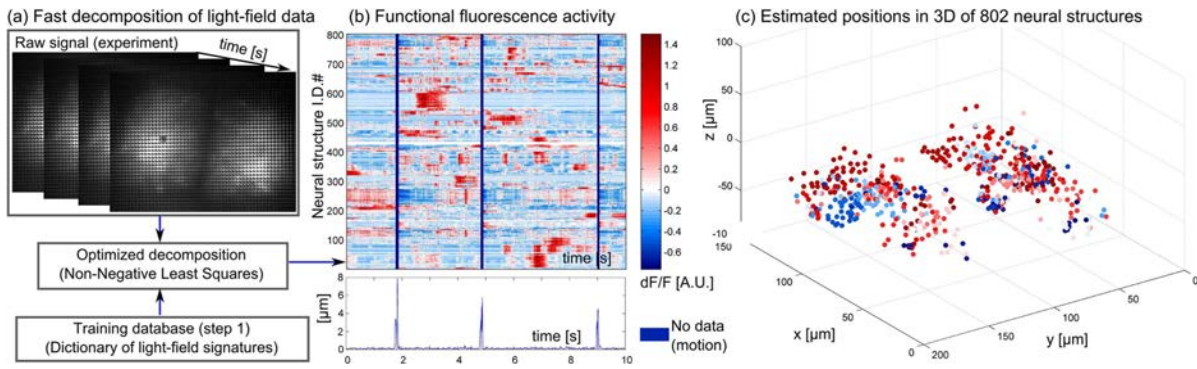 (a) Fast decomposition of light-field data
Raw signal (experiment)
time [s]
Optimized decomposition
(Non-Negative Least Squares)
Training database (step 1)
(Dictionary of light-field signatures)
(b) Functional fluorescence activity
Neural structure I.D.#
800
700
600
500
400
300
200
100
time [s]
1.4
1.2
1
0.8
0.6
0.4
0.2
0
-0.2
-0.4
-0.6
dF/F [A.U.]
[µm]
8
6
4
2
0
time [s]
0 2 4 6 8 10
No data
(motion)
(c) Estimated positions in 3D of 802 neural structures
z [µm]
100
50
0
-50
-10
150
100
50
0
x [µm]
200
150
100
50
0
y [µm]